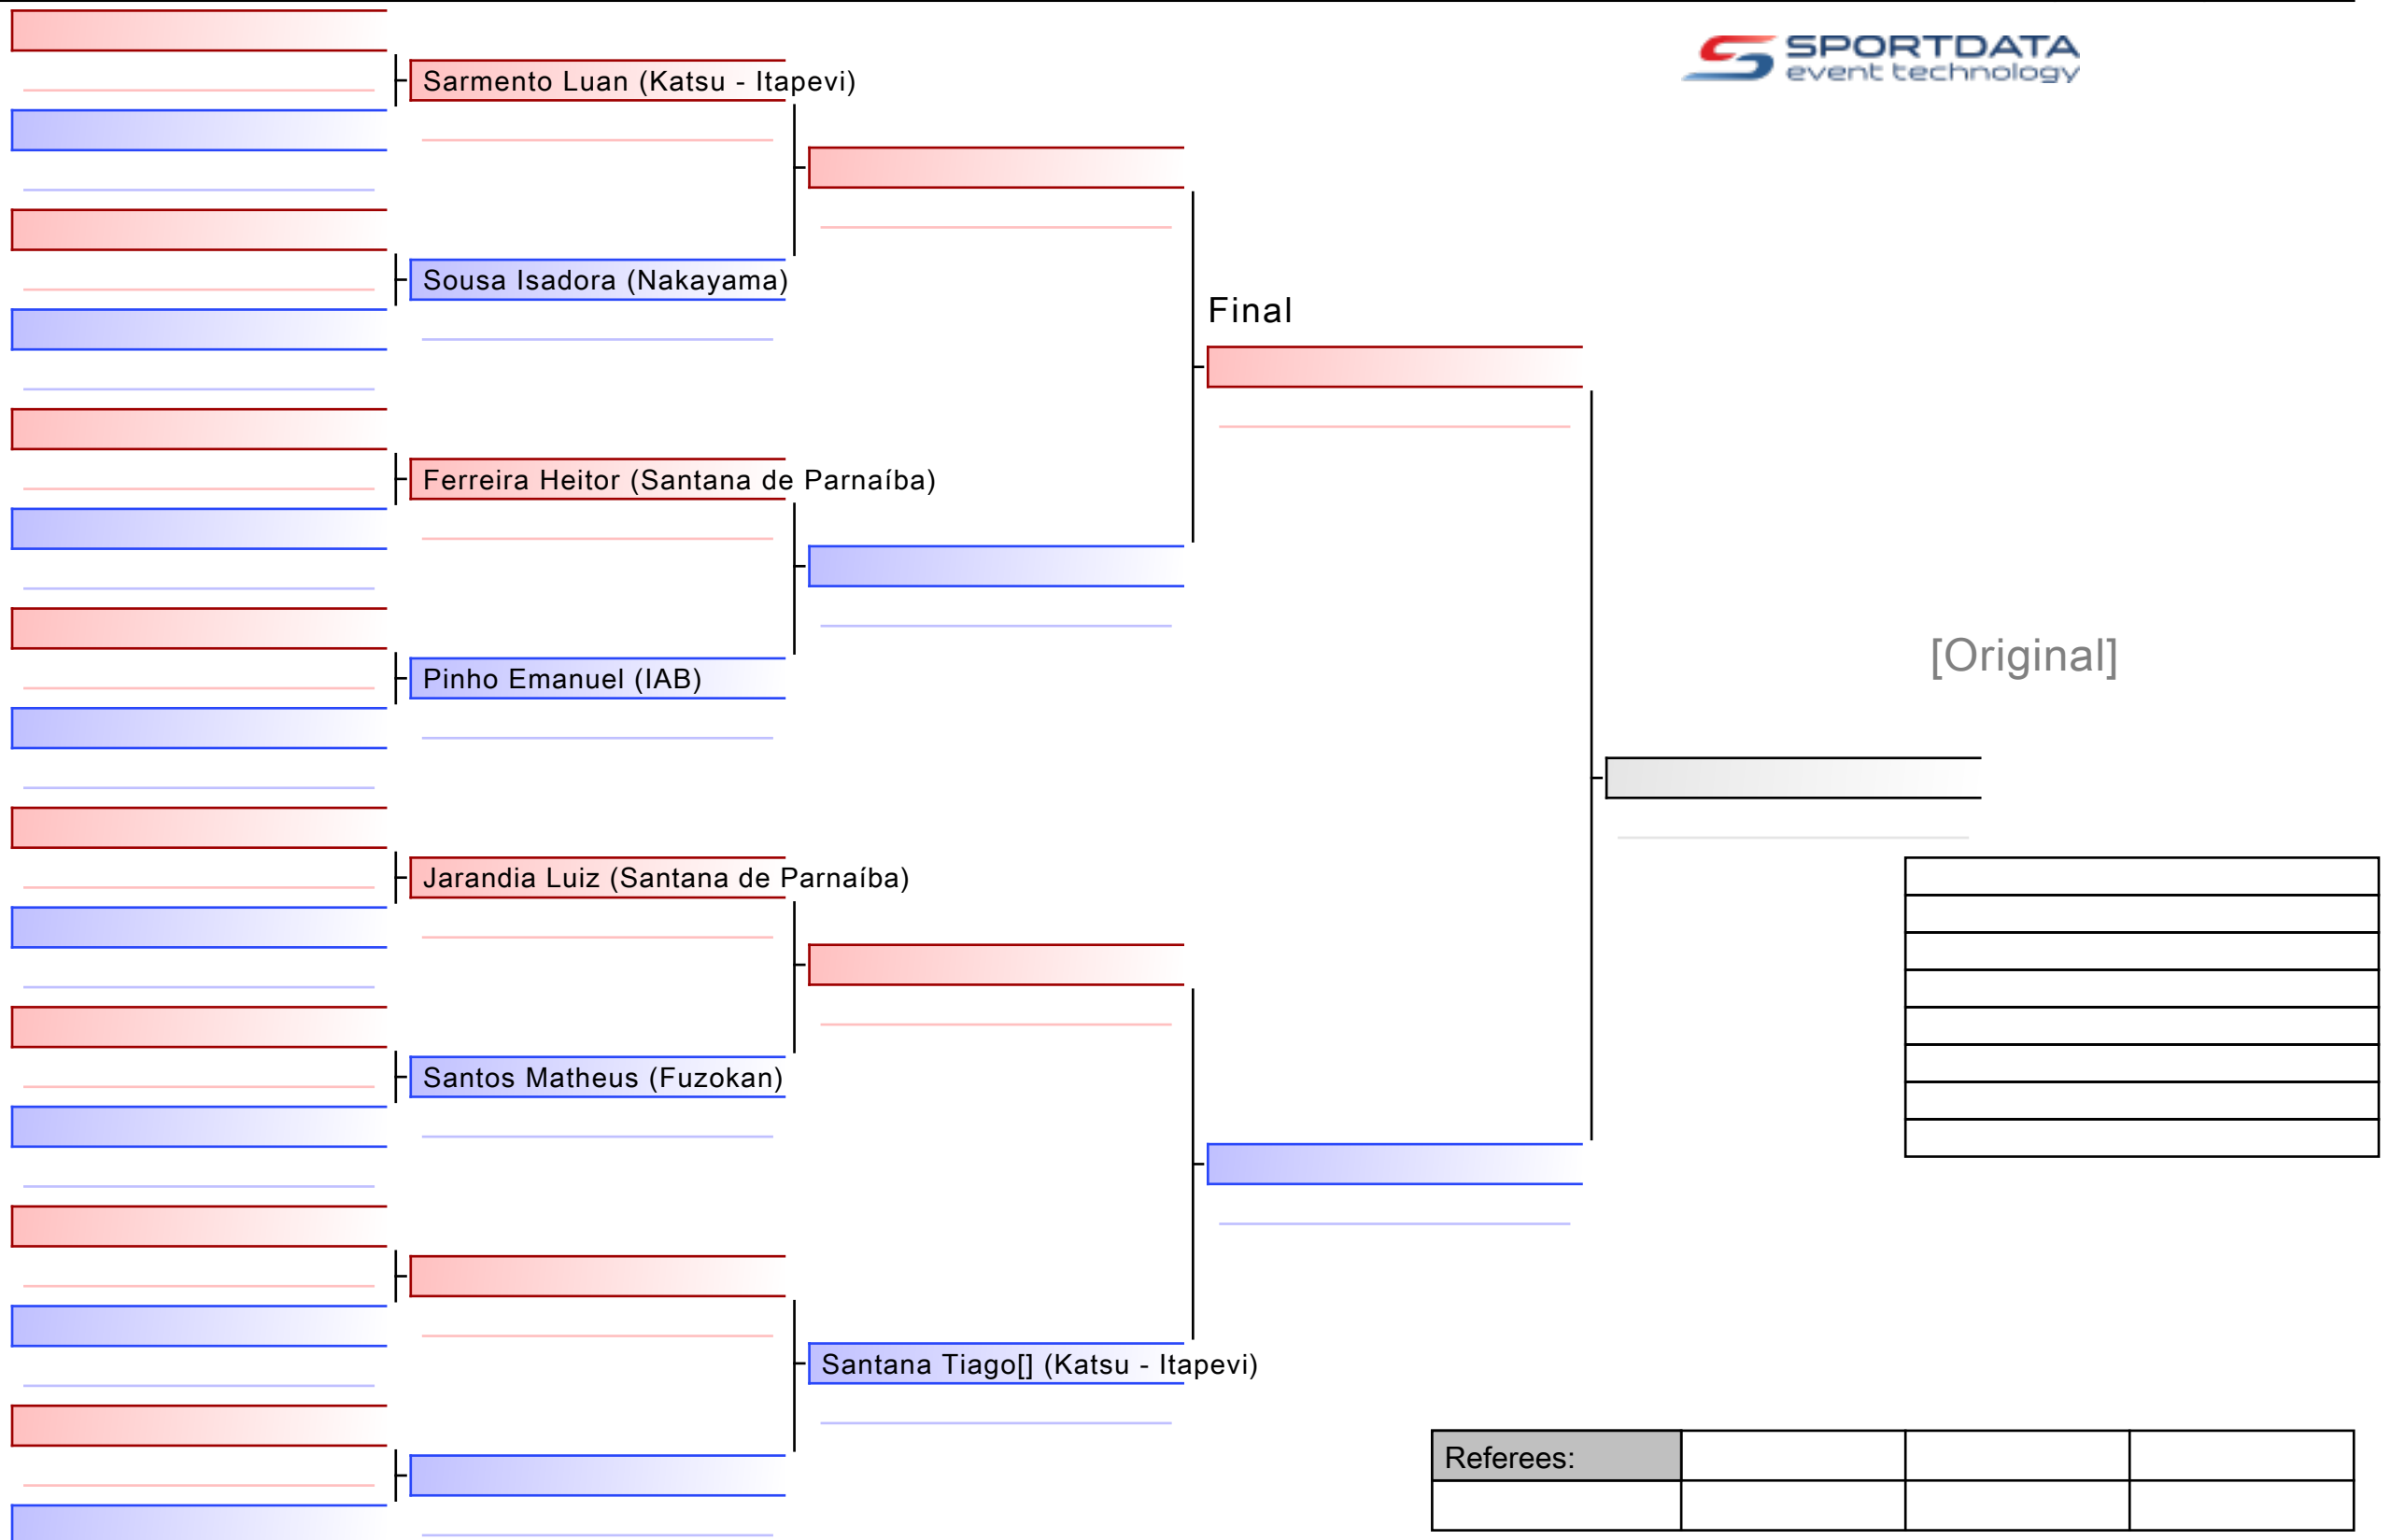 SPORTDATA
event technology
Sarmento Luan (Katsu - Itapevi)
Sousa Isadora (Nakayama)
Final
Ferreira Heitor (Santana de Parnaíba)
[Original]
Pinho Emanuel (IAB)
Jarandia Luiz (Santana de Parnaíba)
Santos Matheus (Fuzokan)
Santana Tiago[] (Katsu - Itapevi)
Referees: